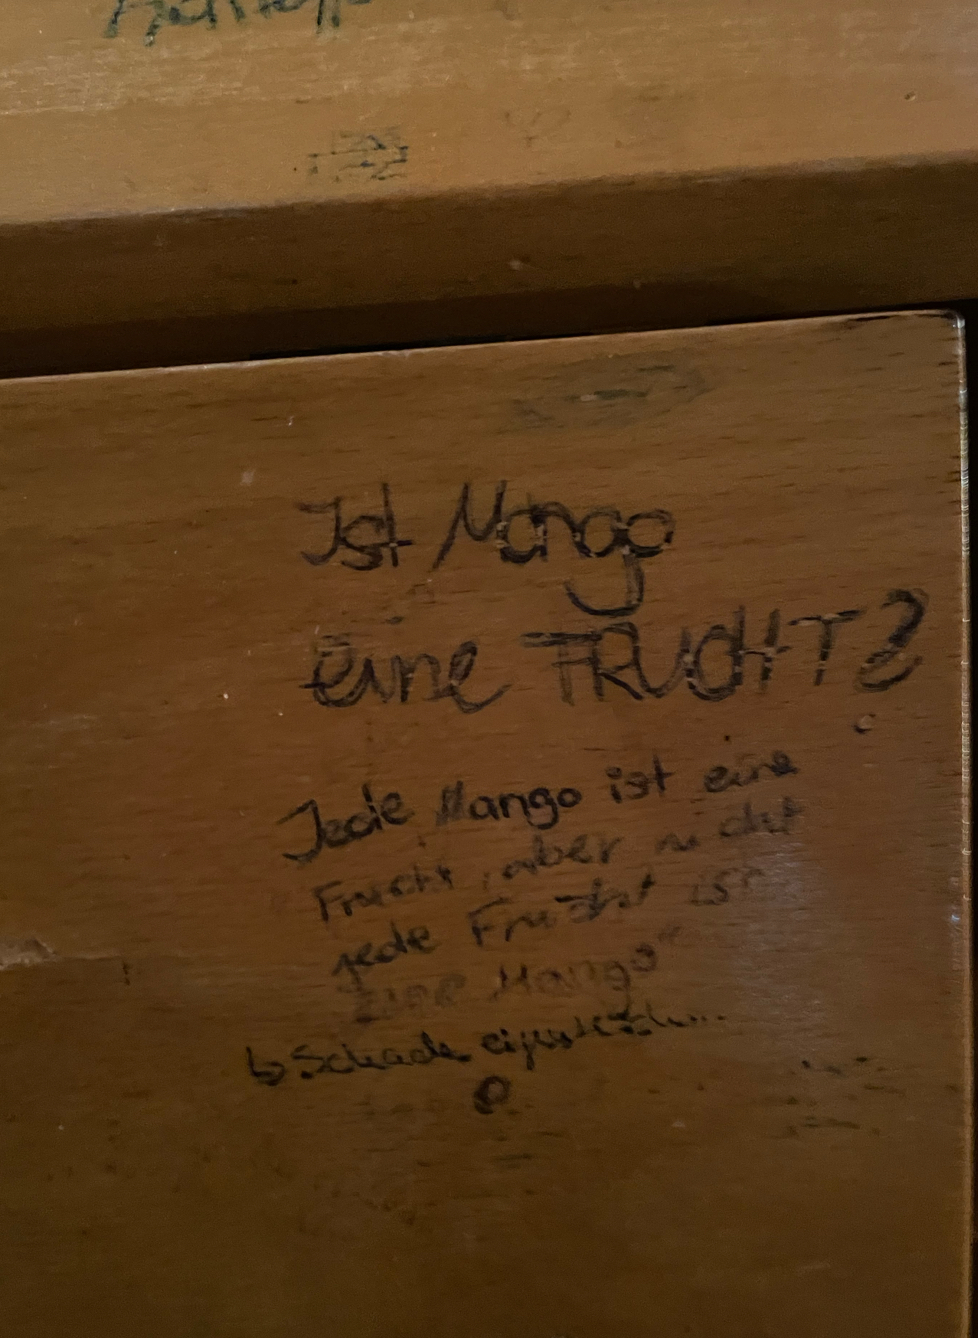 Ist Mango
eine FRUCHT?
Jede Mango ist eine
Frucht, aber nicht
jede Frucht ist
eine Mango“
↳ Schade eigentlich...